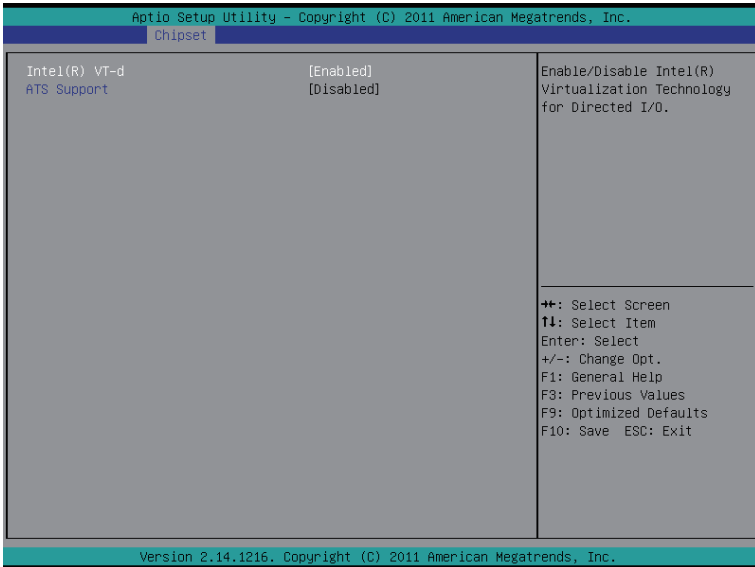 Aptio Setup Utility – Copyright (C) 2011 American Megatrends, Inc.
Chipset
Intel(R) VT-d [Enabled]
ATS Support [Disabled]
Enable/Disable Intel(R)
Virtualization Technology
for Directed I/O.
→←: Select Screen
↑↓: Select Item
Enter: Select
+/-: Change Opt.
F1: General Help
F3: Previous Values
F9: Optimized Defaults
F10: Save ESC: Exit
Version 2.14.1216. Copyright (C) 2011 American Megatrends, Inc.